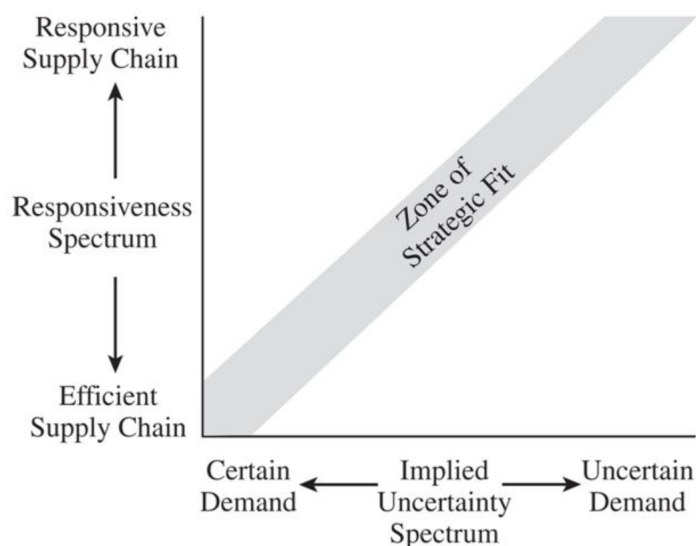 Responsive
Supply Chain
Responsiveness
Spectrum
Efficient
Supply Chain
Zone of
Strategic Fit
Certain
Demand
Implied
Uncertainty
Spectrum
Uncertain
Demand